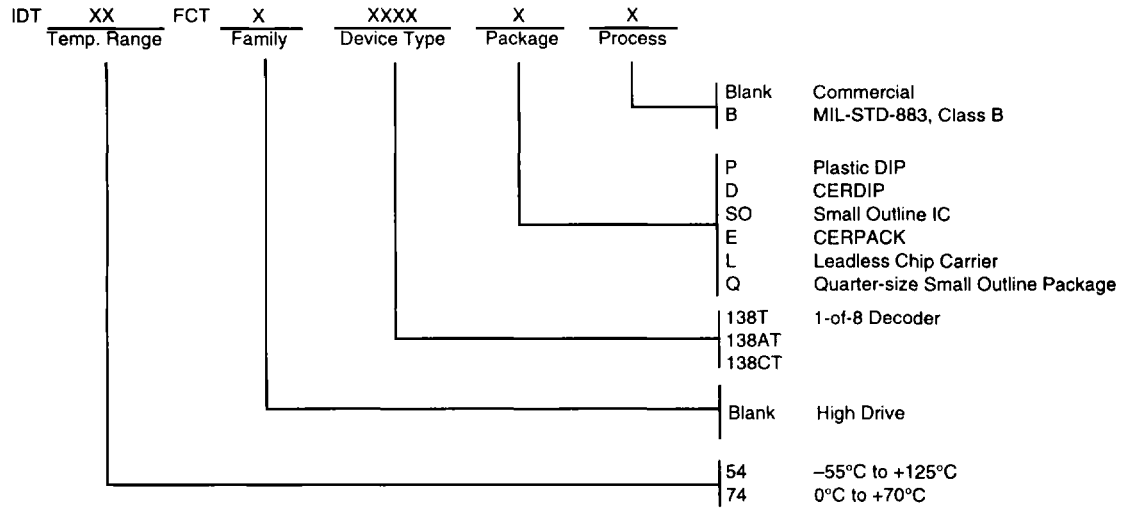 IDT XX FCT X XXXX X X
Temp. Range Family Device Type Package Process
Blank Commercial
B MIL-STD-883, Class B
P Plastic DIP
D CERDIP
SO Small Outline IC
E CERPACK
L Leadless Chip Carrier
Q Quarter-size Small Outline Package
138T 1-of-8 Decoder
138AT
138CT
Blank High Drive
54 –55°C to +125°C
74 0°C to +70°C